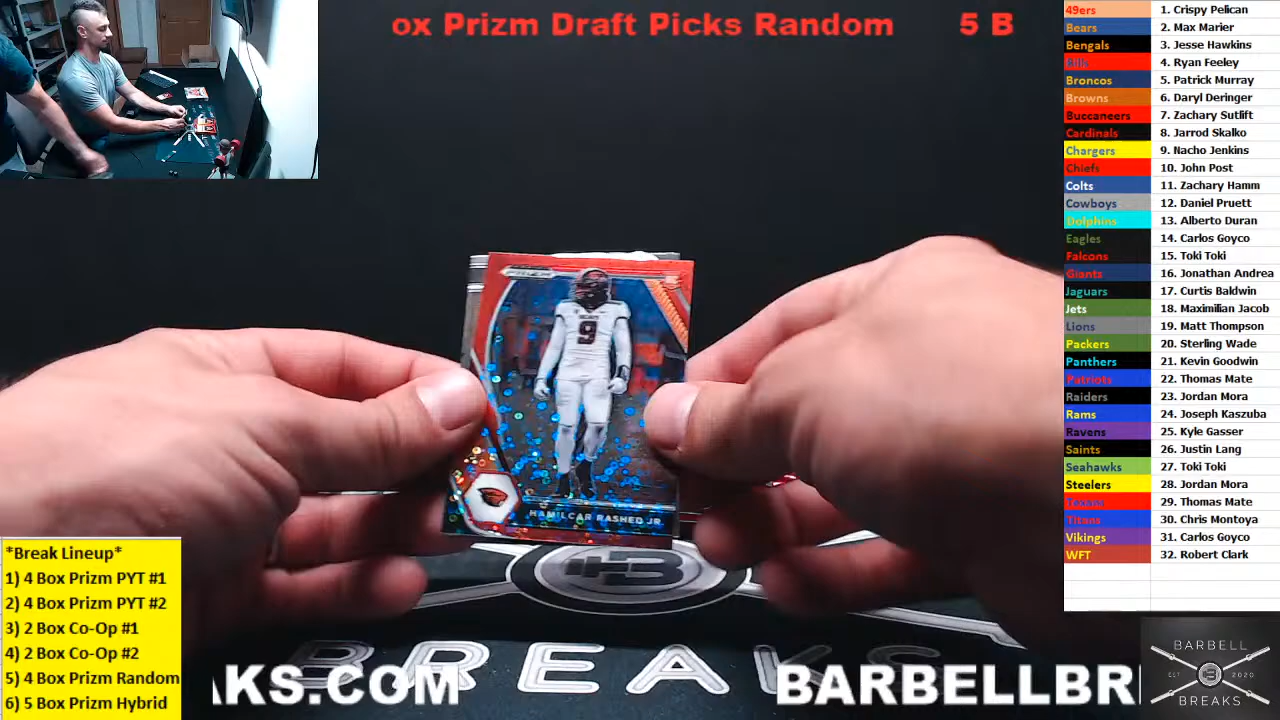 ox Prizm Draft Picks Random 5 B
49ers 1. Crispy Pelican
Bears 2. Max Marier
Bengals 3. Jesse Hawkins
Bills 4. Ryan Feeley
Broncos 5. Patrick Murray
Browns 6. Daryl Deringer
Buccaneers 7. Zachary Sutlift
Cardinals 8. Jarrod Skalko
Chargers 9. Nacho Jenkins
Chiefs 10. John Post
Colts 11. Zachary Hamm
Cowboys 12. Daniel Pruett
Dolphins 13. Alberto Duran
Eagles 14. Carlos Goyco
Falcons 15. Toki Toki
Giants 16. Jonathan Andrea
Jaguars 17. Curtis Baldwin
Jets 18. Maximilian Jacob
Lions 19. Matt Thompson
Packers 20. Sterling Wade
Panthers 21. Kevin Goodwin
Patriots 22. Thomas Mate
Raiders 23. Jordan Mora
Rams 24. Joseph Kaszuba
Ravens 25. Kyle Gasser
Saints 26. Justin Lang
Seahawks 27. Toki Toki
Steelers 28. Jordan Mora
Texans 29. Thomas Mate
Titans 30. Chris Montoya
Vikings 31. Carlos Goyco
WFT 32. Robert Clark
PRIZM
9
HAMILCAR RASHED JR.
*Break Lineup*
1) 4 Box Prizm PYT #1
2) 4 Box Prizm PYT #2
3) 2 Box Co-Op #1
4) 2 Box Co-Op #2
5) 4 Box Prizm Random
6) 5 Box Prizm Hybrid
B
BREAKS
AKS.COM BARBELLBR
BARBELL
EST B 2020
BREAKS